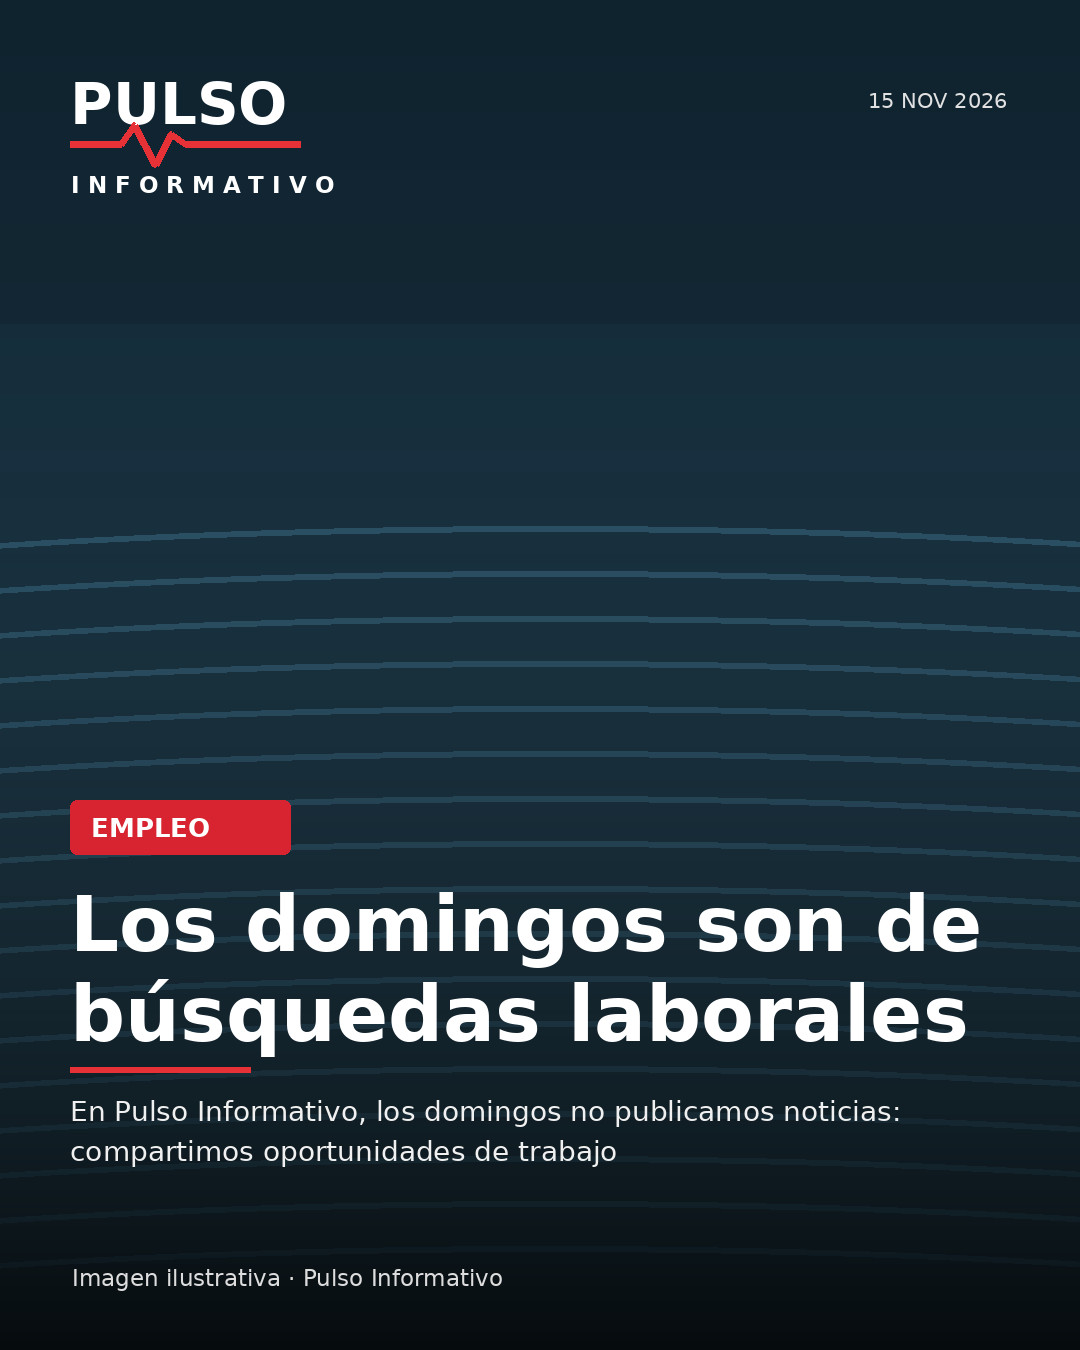 PULSO
INFORMATIVO
15 NOV 2026
EMPLEO
Los domingos son de
búsquedas laborales
En Pulso Informativo, los domingos no publicamos noticias:
compartimos oportunidades de trabajo
Imagen ilustrativa · Pulso Informativo